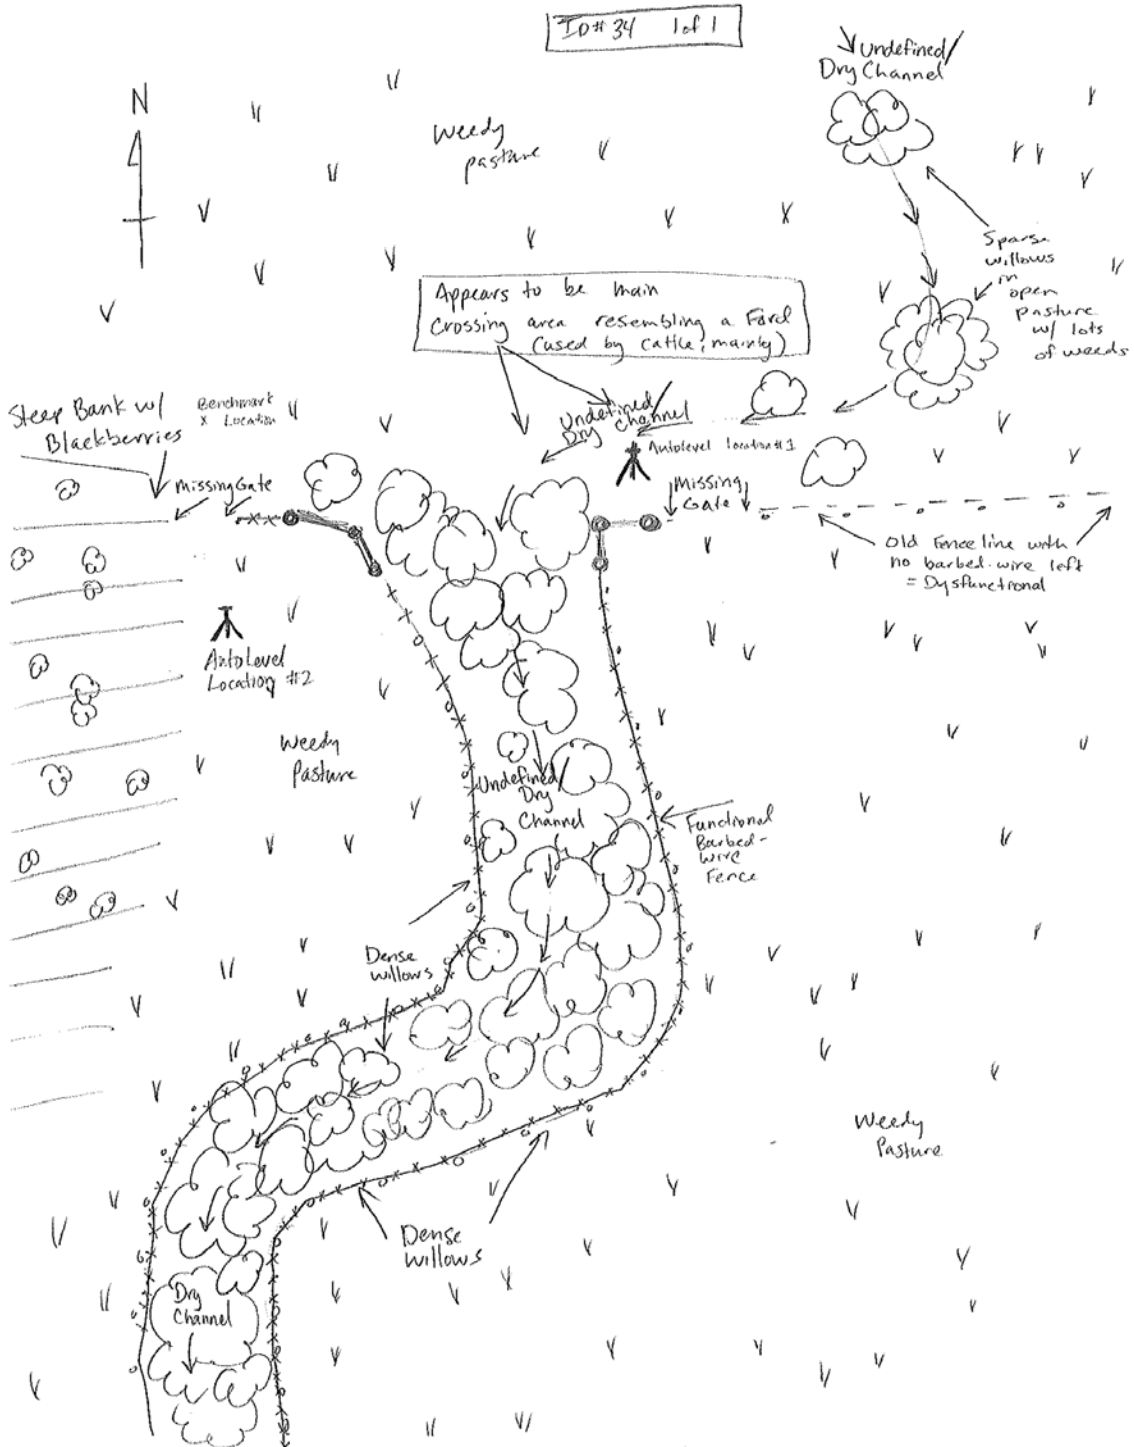 ID# 34 1 of 1
Undefined/
Dry Channel
N
Weedy
pasture
Sparse
willows
in
open
pasture
w/ lots
of weeds
Appears to be main
crossing area resembling a Ford
(used by cattle, mainly)
Steep Bank w/
Blackberries
Benchmark
x Location
Undefined/
Dry Channel
Autolevel location #1
Missing Gate
Missing
Gate
Old Fence line with
no barbed-wire left
= Dysfunctional
AutoLevel
Location #2
Weedy
Pasture
Undefined/
Dry
Channel
Functional
Barbed-
wire
Fence
Dense
willows
Weedy
Pasture
Dense
willows
Dry
Channel